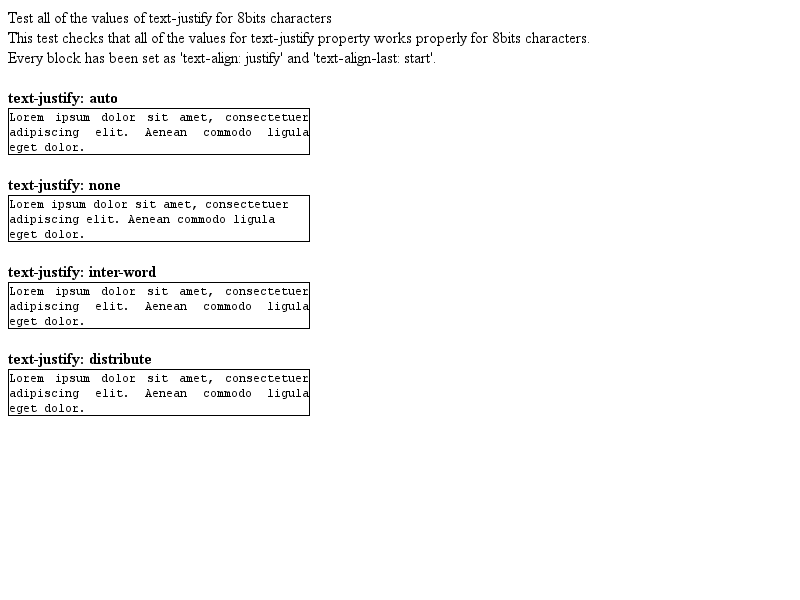 Test all of the values of text-justify for 8bits characters
This test checks that all of the values for text-justify property works properly for 8bits characters.
Every block has been set as 'text-align: justify' and 'text-align-last: start'.
text-justify: auto
Lorem ipsum dolor sit amet, consectetuer
adipiscing elit. Aenean commodo ligula
eget dolor.
text-justify: none
Lorem ipsum dolor sit amet, consectetuer
adipiscing elit. Aenean commodo ligula
eget dolor.
text-justify: inter-word
Lorem ipsum dolor sit amet, consectetuer
adipiscing elit. Aenean commodo ligula
eget dolor.
text-justify: distribute
Lorem ipsum dolor sit amet, consectetuer
adipiscing elit. Aenean commodo ligula
eget dolor.